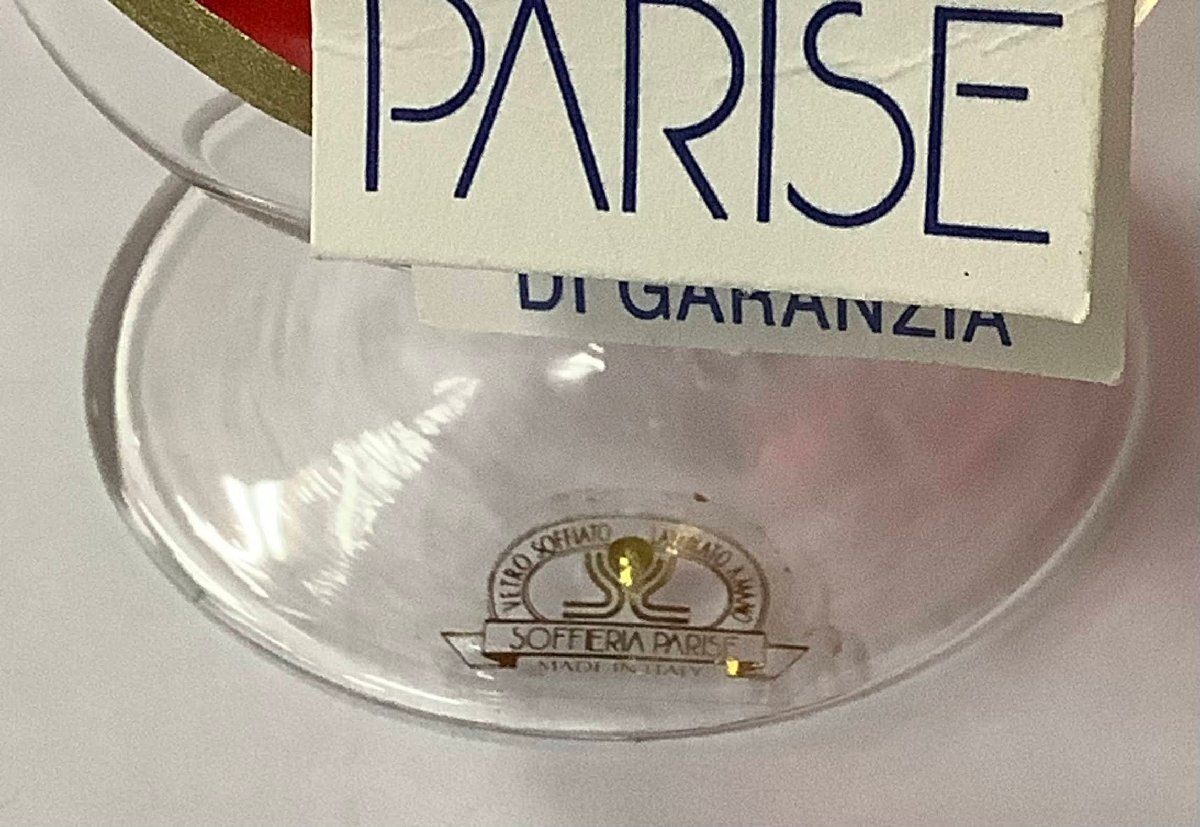 PARISE
DI GARANZIA
VETRO SOFFIATO LAVORATO A MANO
SOFFIERIA PARISE
MADE IN ITALY